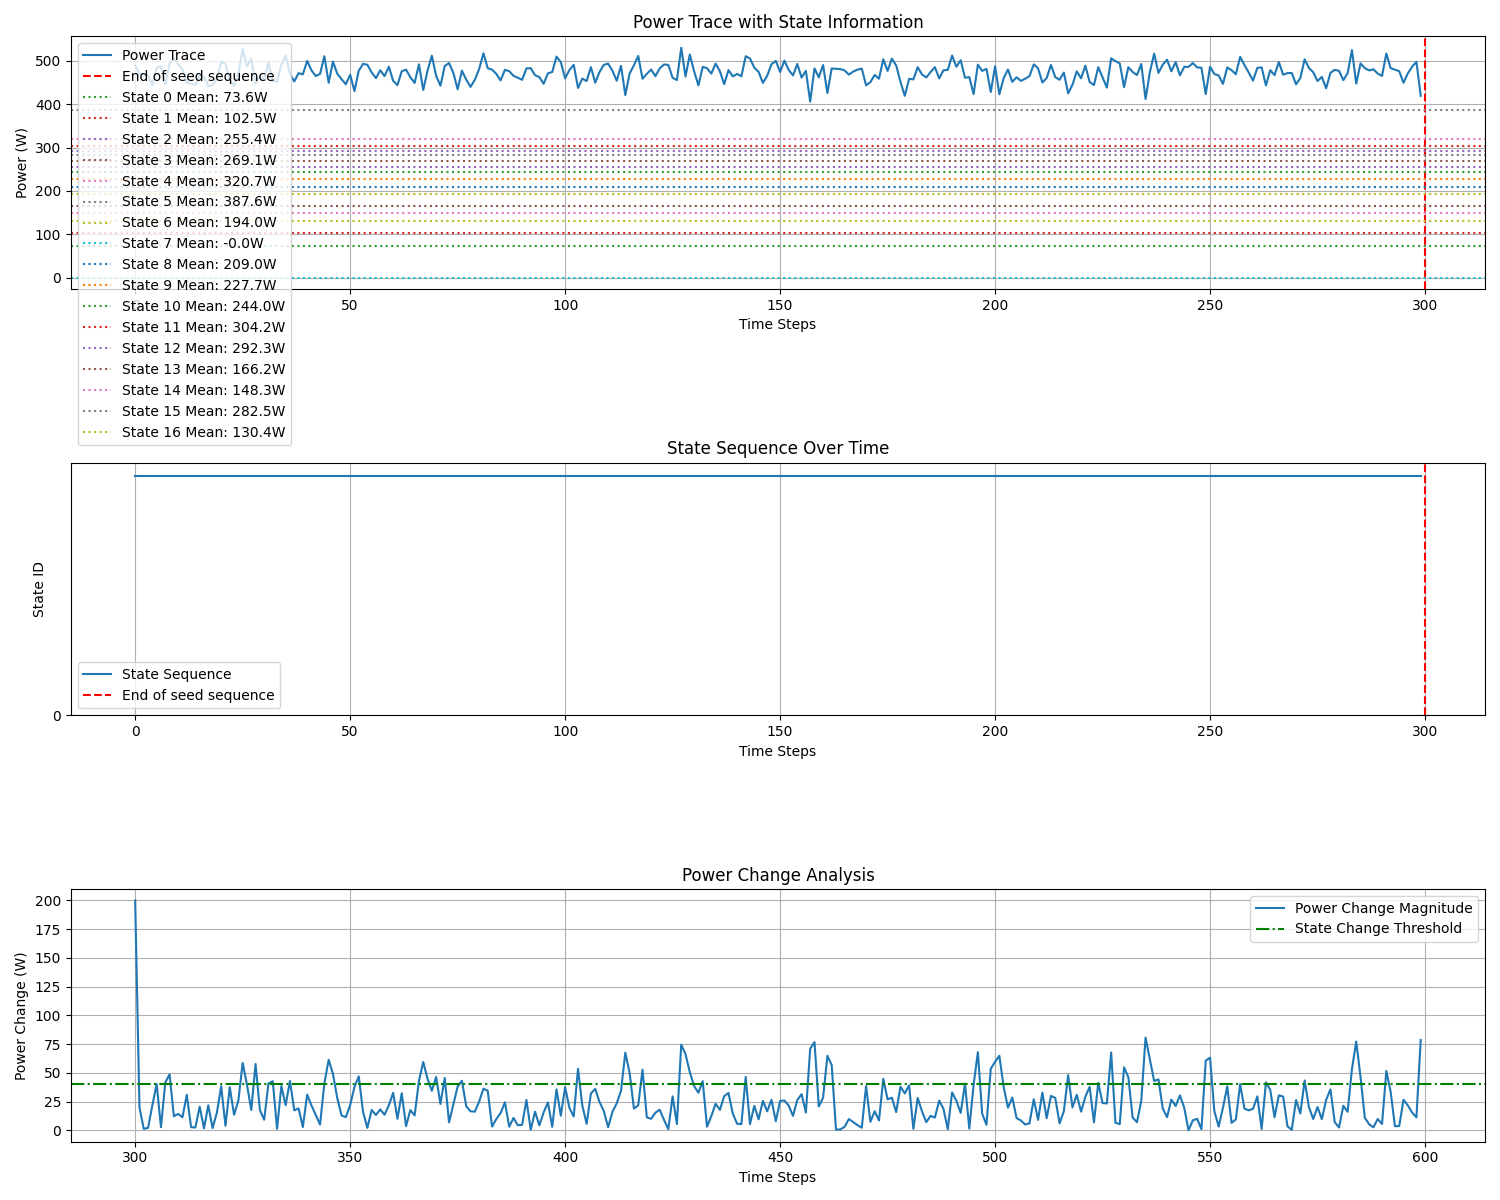 Power Trace with State Information
Power (W)
500
400
300
200
100
0
Power Trace
End of seed sequence
State 0 Mean: 73.6W
State 1 Mean: 102.5W
State 2 Mean: 255.4W
State 3 Mean: 269.1W
State 4 Mean: 320.7W
State 5 Mean: 387.6W
State 6 Mean: 194.0W
State 7 Mean: -0.0W
State 8 Mean: 209.0W
State 9 Mean: 227.7W
State 10 Mean: 244.0W
State 11 Mean: 304.2W
State 12 Mean: 292.3W
State 13 Mean: 166.2W
State 14 Mean: 148.3W
State 15 Mean: 282.5W
State 16 Mean: 130.4W
50 100 150 200 250 300
Time Steps
State Sequence Over Time
State ID
0
State Sequence
End of seed sequence
0 50 100 150 200 250 300
Time Steps
Power Change Analysis
Power Change (W)
200
175
150
125
100
75
50
25
0
Power Change Magnitude
State Change Threshold
300 350 400 450 500 550 600
Time Steps